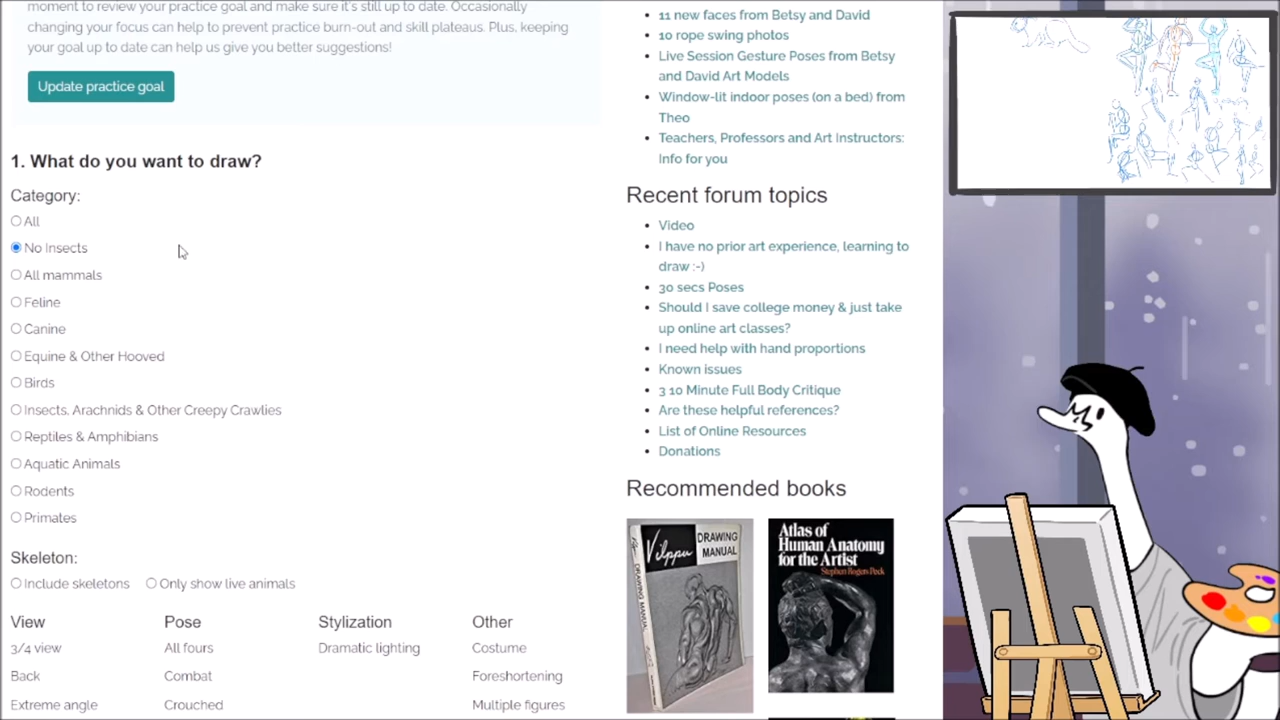 moment to review your practice goal and make sure it's still up to date. Occasionally
changing your focus can help to prevent practice burn-out and skill plateaus. Plus, keeping
your goal up to date can help us give you better suggestions!
Update practice goal
1. What do you want to draw?
Category:
All
No Insects
All mammals
Feline
Canine
Equine & Other Hooved
Birds
Insects, Arachnids & Other Creepy Crawlies
Reptiles & Amphibians
Aquatic Animals
Rodents
Primates
Skeleton:
Include skeletons Only show live animals
View
3/4 view
Back
Extreme angle
Pose
All fours
Combat
Crouched
Stylization
Dramatic lighting
Other
Costume
Foreshortening
Multiple figures
11 new faces from Betsy and David
10 rope swing photos
Live Session Gesture Poses from Betsy
and David Art Models
Window-lit indoor poses (on a bed) from
Theo
Teachers, Professors and Art Instructors:
Info for you
Recent forum topics
Video
I have no prior art experience, learning to
draw :-)
30 secs Poses
Should I save college money & just take
up online art classes?
I need help with hand proportions
Known issues
3 10 Minute Full Body Critique
Are these helpful references?
List of Online Resources
Donations
Recommended books
Vilppu
DRAWING
MANUAL
Atlas of
Human Anatomy
for the Artist
Stephen Rogers Peck